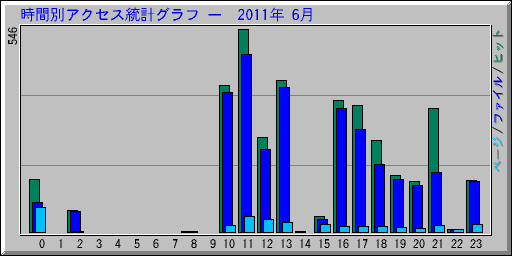 時間別アクセス統計グラフ ー 2011年 6月
546
ページ / ファイル / ヒット
0 1 2 3 4 5 6 7 8 9 10 11 12 13 14 15 16 17 18 19 20 21 22 23